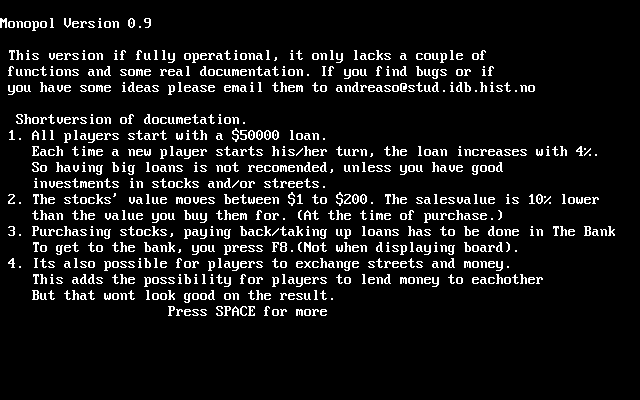 Monopol Version 0.9
This version if fully operational, it only lacks a couple of
functions and some real documentation. If you find bugs or if
you have some ideas please email them to andreaso@stud.idb.hist.no
Shortversion of documetation.
1. All players start with a $50000 loan.
Each time a new player starts his/her turn, the loan increases with 4%.
So having big loans is not recomended, unless you have good
investments in stocks and/or streets.
2. The stocks' value moves between $1 to $200. The salesvalue is 10% lower
than the value you buy them for. (At the time of purchase.)
3. Purchasing stocks, paying back/taking up loans has to be done in The Bank
To get to the bank, you press F8.(Not when displaying board).
4. Its also possible for players to exchange streets and money.
This adds the possibility for players to lend money to eachother
But that wont look good on the result.
Press SPACE for more